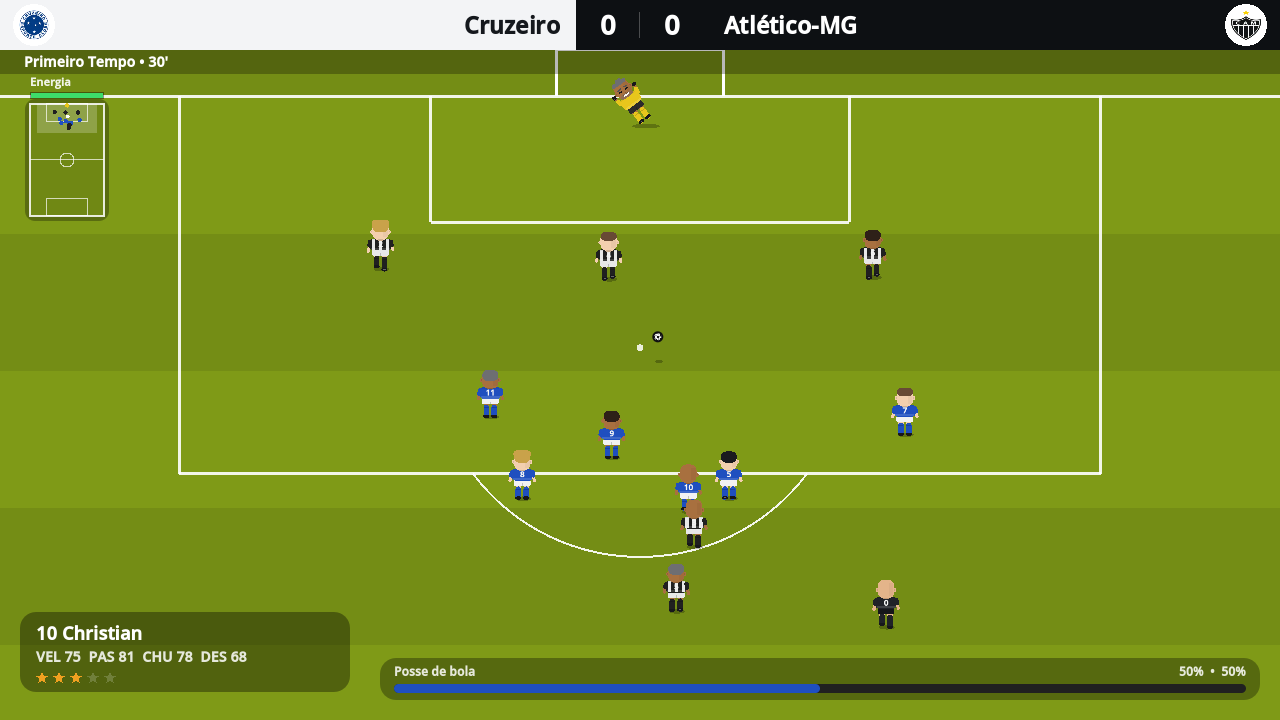 Cruzeiro 0 0 Atlético-MG
Primeiro Tempo • 30'
Energia
11
7
9
8
5
10
0
10 Christian
VEL 75 PAS 81 CHU 78 DES 68
Posse de bola 50% • 50%